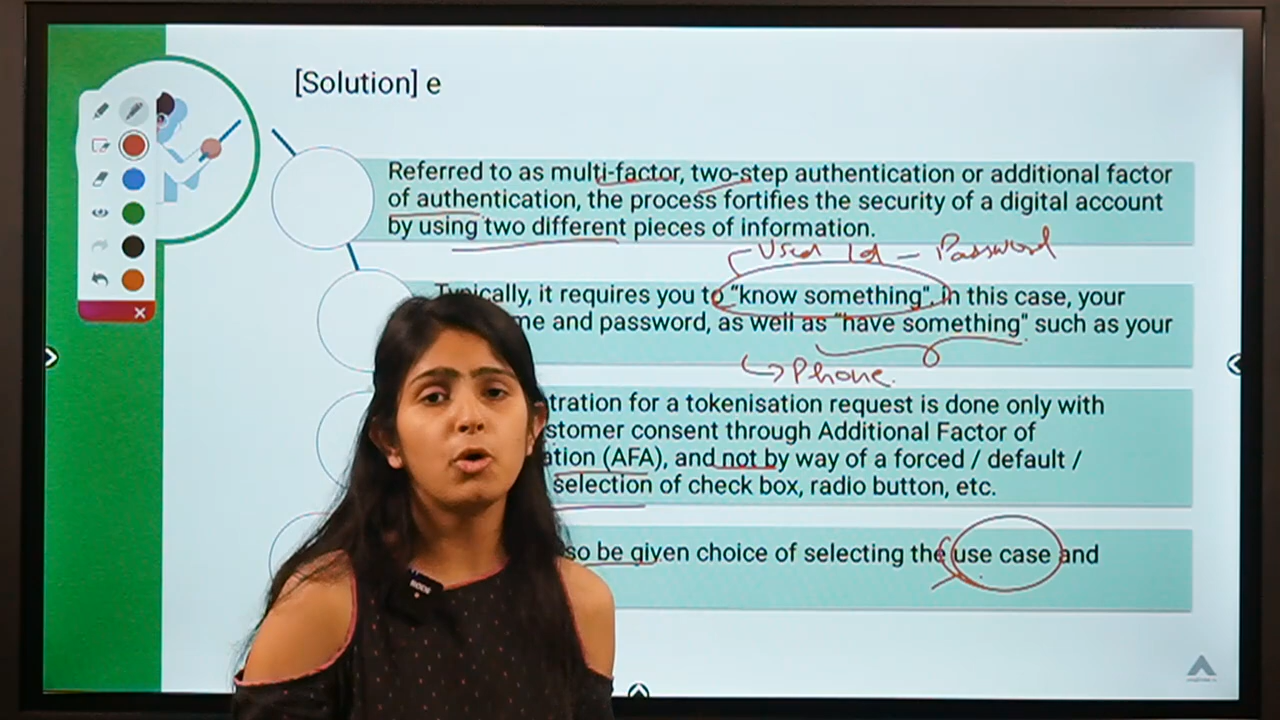 [Solution] e
Referred to as multi-factor, two-step authentication or additional factor
of authentication, the process fortifies the security of a digital account
by using two different pieces of information.
Used Id - Password
Typically, it requires you to "know something". In this case, your
me and password, as well as "have something" such as your
Phone.
tration for a tokenisation request is done only with
stomer consent through Additional Factor of
ation (AFA), and not by way of a forced / default /
selection of check box, radio button, etc.
so be given choice of selecting the use case and